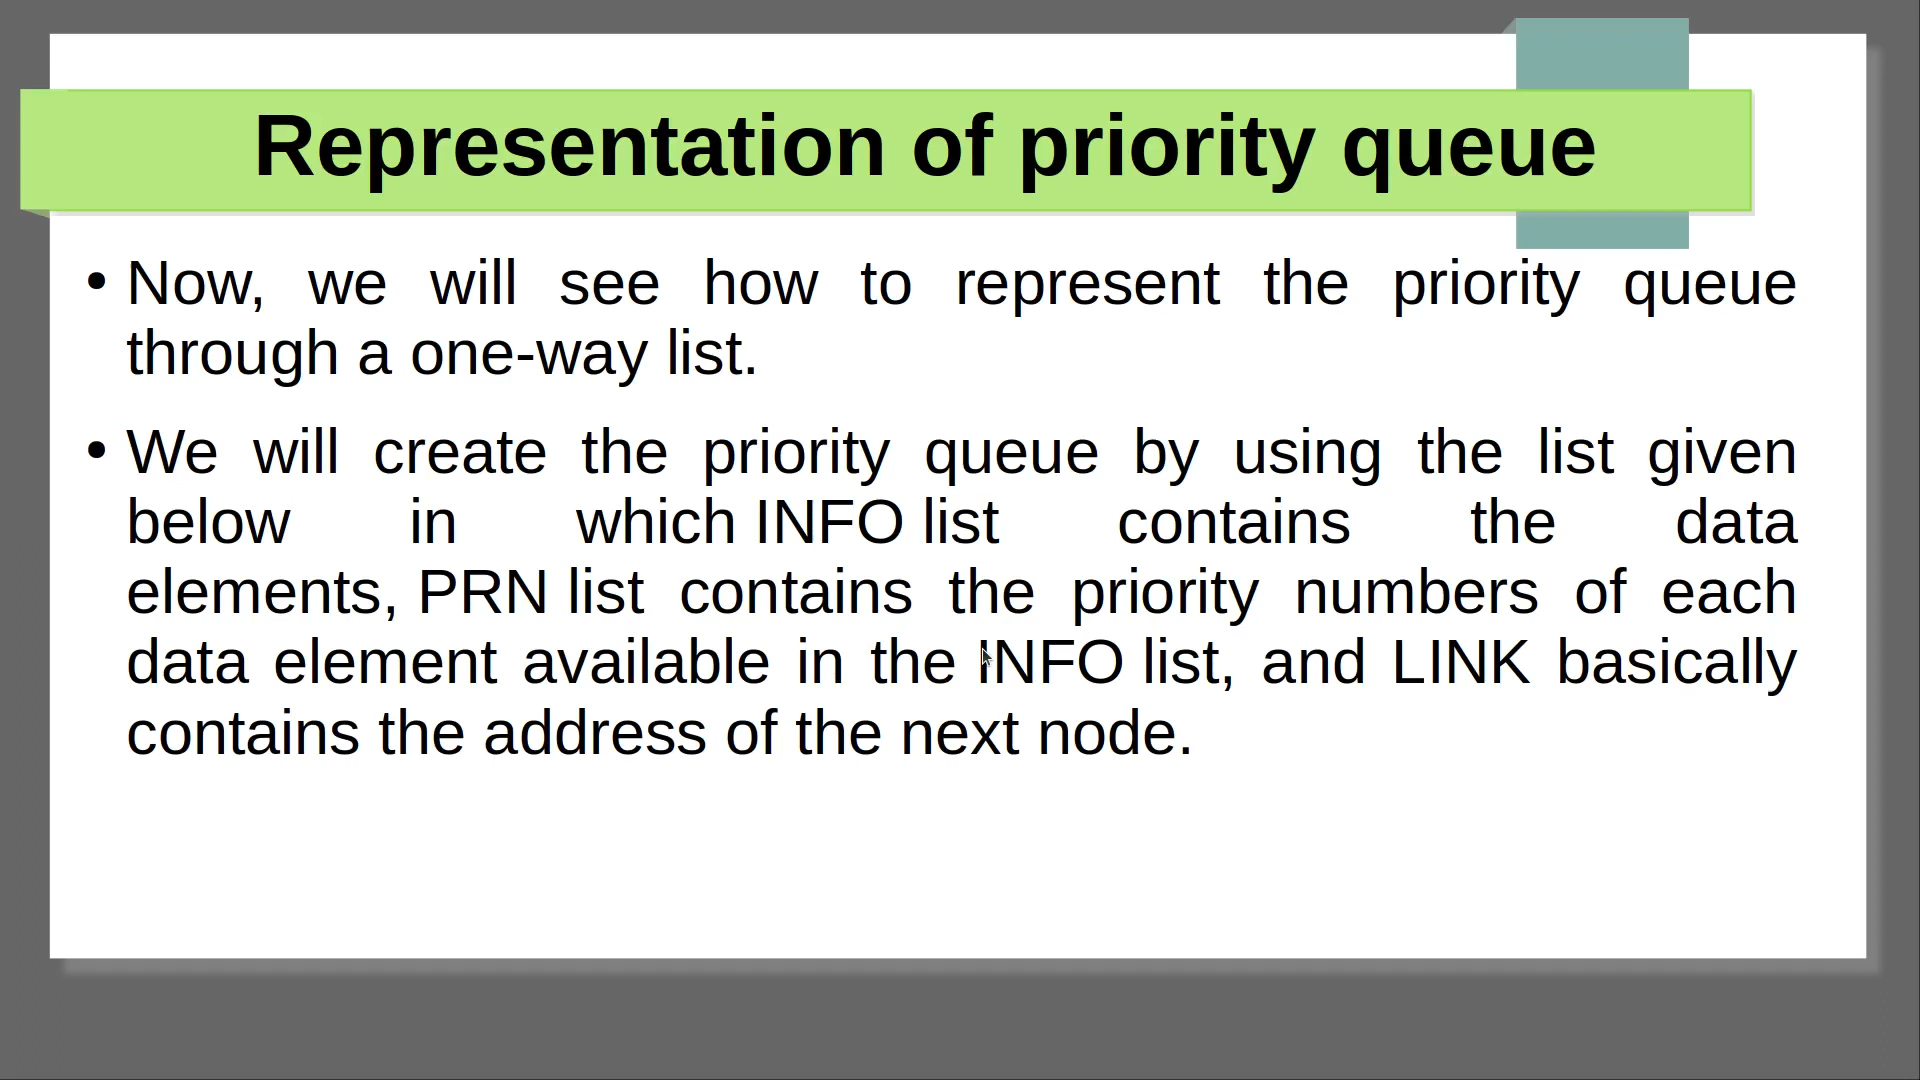 Representation of priority queue
• Now, we will see how to represent the priority queue
through a one-way list.
• We will create the priority queue by using the list given
below in which INFO list contains the data
elements, PRN list contains the priority numbers of each
data element available in the INFO list, and LINK basically
contains the address of the next node.